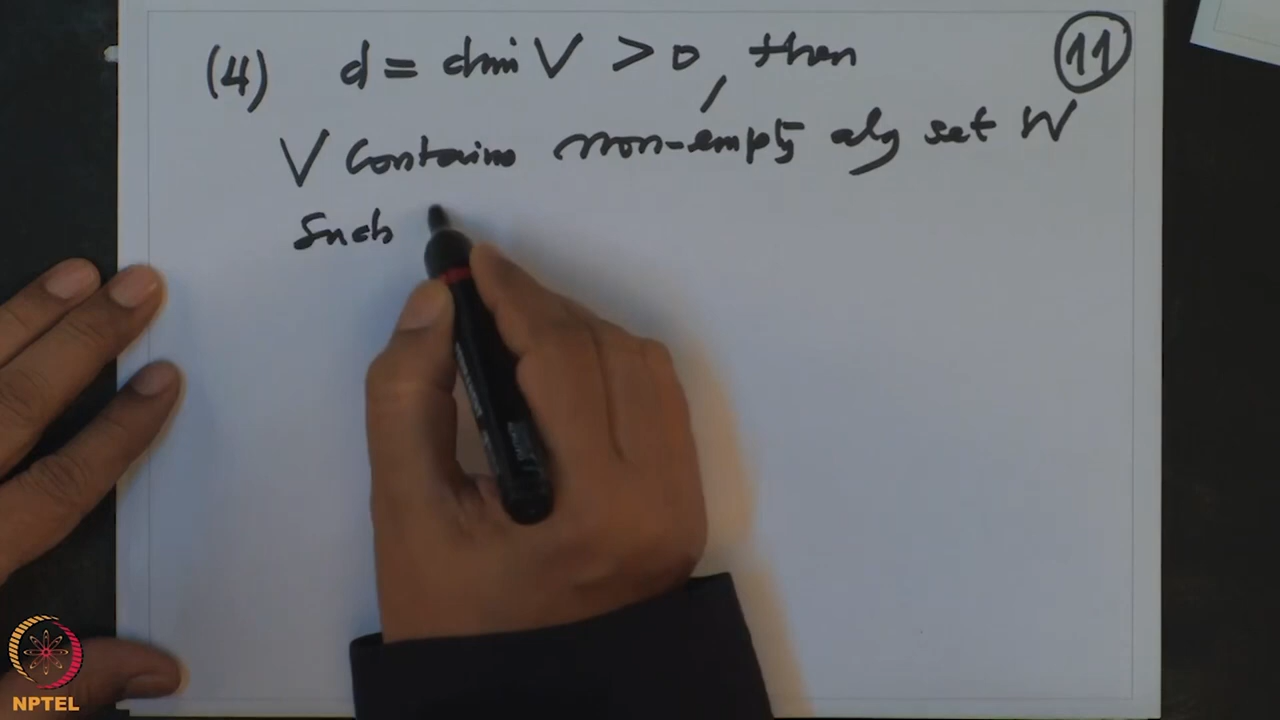 (4) d = dim V > 0, then
(11)
V contains non-empty alg set W
Such
NPTEL